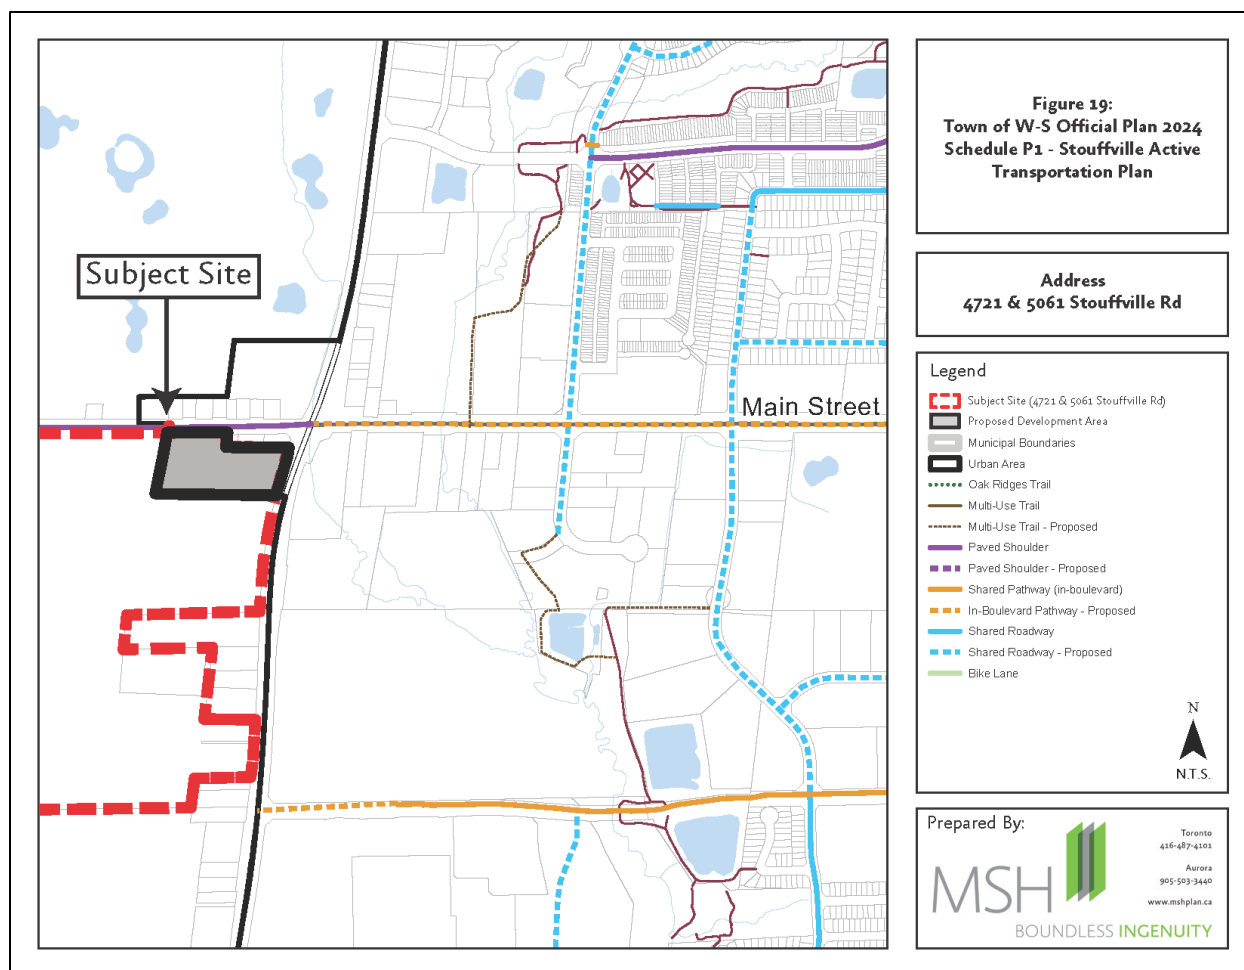 Subject Site
Main Street
Figure 19:
Town of W-S Official Plan 2024
Schedule P1 - Stouffville Active
Transportation Plan
Address
4721 & 5061 Stouffville Rd
Legend
Subject Site (4721 & 5061 Stouffville Rd)
Proposed Development Area
Municipal Boundaries
Urban Area
Oak Ridges Trail
Multi-Use Trail
Multi-Use Trail - Proposed
Paved Shoulder
Paved Shoulder - Proposed
Shared Pathway (in-boulevard)
In-Boulevard Pathway - Proposed
Shared Roadway
Shared Roadway - Proposed
Bike Lane
N
N.T.S.
Prepared By:
Toronto
416-487-4101
Aurora
905-503-3440
www.mshplan.ca
MSH
BOUNDLESS INGENUITY